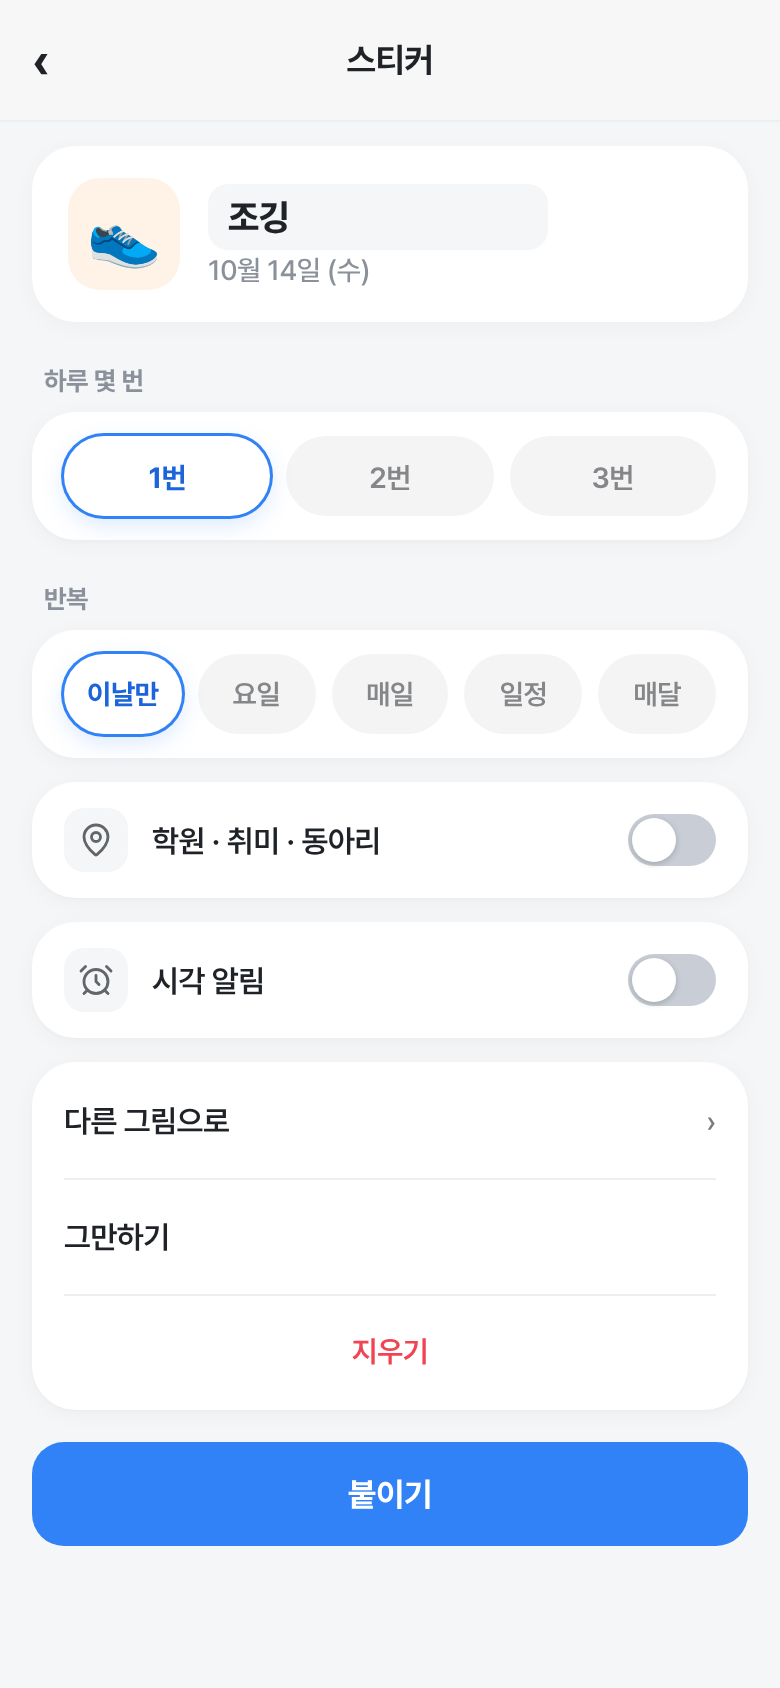 ‹
스티커
조깅
10월 14일 (수)
하루 몇 번
1번 2번 3번
반복
이날만 요일 매일 일정 매달
학원 · 취미 · 동아리
시각 알림
다른 그림으로 ›
그만하기
지우기
붙이기